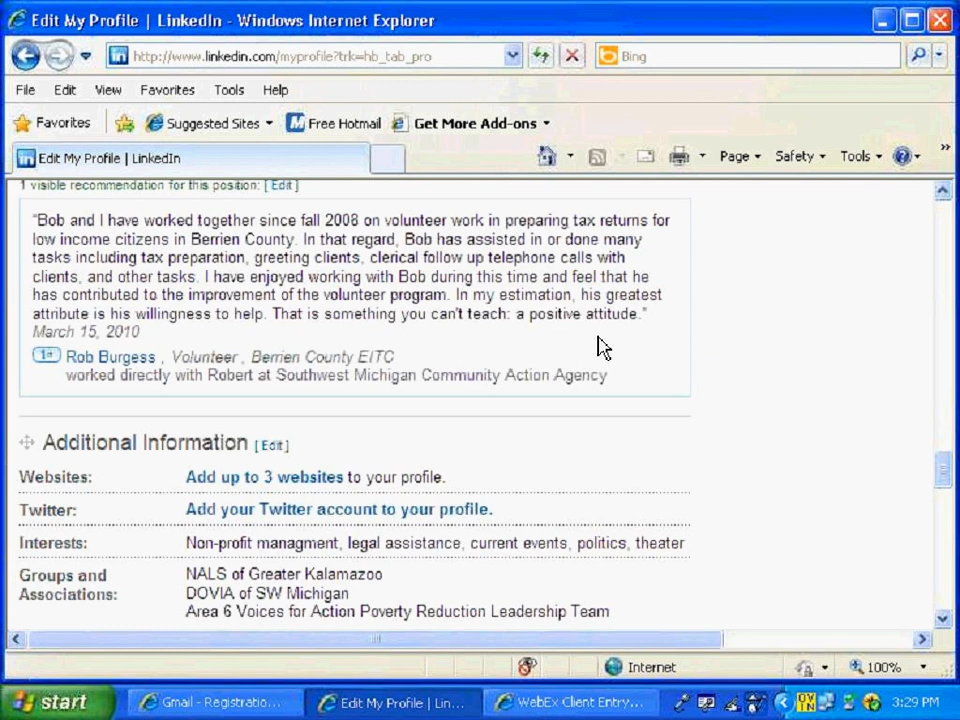 Edit My Profile | LinkedIn - Windows Internet Explorer
http://www.linkedin.com/myprofile?trk=hb_tab_pro
Bing
File Edit View Favorites Tools Help
Favorites Suggested Sites Free Hotmail Get More Add-ons
Edit My Profile | LinkedIn Page Safety Tools
1 visible recommendation for this position: [ Edit ]
"Bob and I have worked together since fall 2008 on volunteer work in preparing tax returns for
low income citizens in Berrien County. In that regard, Bob has assisted in or done many
tasks including tax preparation, greeting clients, clerical follow up telephone calls with
clients, and other tasks. I have enjoyed working with Bob during this time and feel that he
has contributed to the improvement of the volunteer program. In my estimation, his greatest
attribute is his willingness to help. That is something you can't teach: a positive attitude."
March 15, 2010
Rob Burgess , Volunteer , Berrien County EITC
worked directly with Robert at Southwest Michigan Community Action Agency
Additional Information [ Edit ]
Websites: Add up to 3 websites to your profile.
Twitter: Add your Twitter account to your profile.
Interests: Non-profit managment, legal assistance, current events, politics, theater
Groups and Associations: NALS of Greater Kalamazoo
DOVIA of SW Michigan
Area 6 Voices for Action Poverty Reduction Leadership Team
Internet 100%
start Gmail - Registratio... Edit My Profile | Lin... WebEx Client Entry... 3:29 PM